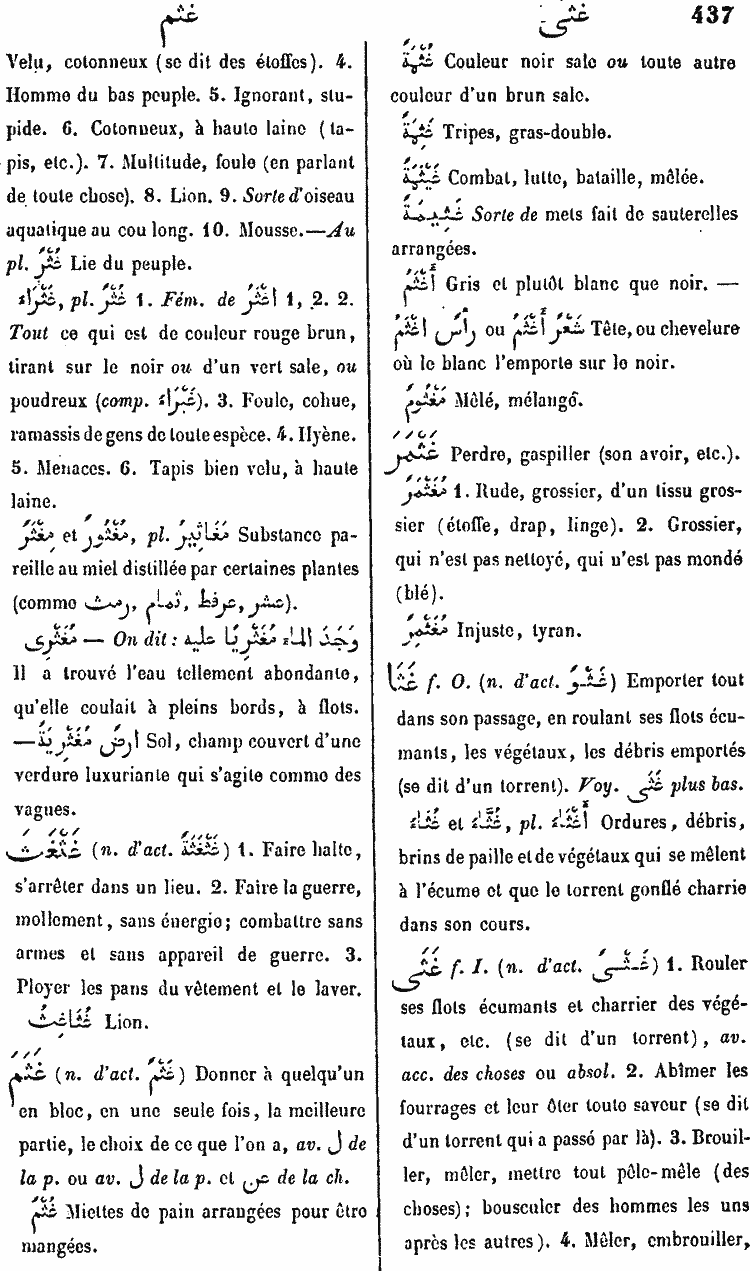 غثم
غثى
437
Velu, cotonneux (se dit des étoffes). 4.
Homme du bas peuple. 5. Ignorant, stu-
pide. 6. Cotonneux, à haute laine (ta-
pis, etc.). 7. Multitude, foule (en parlant
de toute chose). 8. Lion. 9. Sorte d'oiseau
aquatique au cou long. 10. Mousse.—Au
pl. غُثْرٌ Lie du peuple.
غَثْرَاءُ, pl. غُثْرٌ 1. Fém. de اغْثَرُ 1, 2. 2.
Tout ce qui est de couleur rouge brun,
tirant sur le noir ou d'un vert sale, ou
poudreux (comp. غَبْرَاءُ). 3. Foule, cohue,
ramassis de gens de toute espèce. 4. Hyène.
5. Menaces. 6. Tapis bien velu, à haute
laine.
مِغْثَرٌ et مُغْثُورٌ, pl. مَغَاثِيرُ Substance pa-
reille au miel distillée par certaines plantes
(comme عشر, عرفط, ثمام, رمث).
مَغْثَرِى — On dit : وَجَدَ المَاءَ مَغْثَرِيًّا عليه
Il a trouvé l'eau tellement abondante,
qu'elle coulait à pleins bords, à flots.
— أرضٌ مَغْثَرِيَّةٌ Sol, champ couvert d'une
verdure luxuriante qui s'agite comme des
vagues.
غَثْغَثَ (n. d'act. غَثْغَثَةٌ) 1. Faire halte,
s'arrêter dans un lieu. 2. Faire la guerre,
mollement, sans énergie; combattre sans
armes et sans appareil de guerre. 3.
Ployer les pans du vêtement et le laver.
غُثَاغِثٌ Lion.
غَثَمَ (n. d'act. غَثْمٌ) Donner à quelqu'un
en bloc, en une seule fois, la meilleure
partie, le choix de ce que l'on a, av. ل de
la p. ou av. ل de la p. et من de la ch.
غَثْمٌ Miettes de pain arrangées pour être
mangées.
غُثْمَةٌ Couleur noir sale ou toute autre
couleur d'un brun sale.
Tripes, gras-double.
غَثْيَمَةٌ Combat, lutte, bataille, mêlée.
غَثِيمَةٌ Sorte de mets fait de sauterelles
arrangées.
أَغْثَمُ Gris et plutôt blanc que noir. —
شَعْرٌ أَغْثَمُ ou رأسٌ اغْثَمُ Tête, ou chevelure
où le blanc l'emporte sur le noir.
مَغْثُومٌ Mêlé, mélangé.
غَثْمَرَ Perdre, gaspiller (son avoir, etc.).
مُغَثْمَرٌ 1. Rude, grossier, d'un tissu gros-
sier (étoffe, drap, linge). 2. Grossier,
qui n'est pas nettoyé, qui n'est pas mondé
(blé).
مُغَثْمِرٌ Injuste, tyran.
غَثَا f. O. (n. d'act. غَثْوٌ) Emporter tout
dans son passage, en roulant ses flots écu-
mants, les végétaux, les débris emportés
(se dit d'un torrent). Voy. غَثَى plus bas.
غُثَاءٌ et غُثَّاءٌ, pl. أَغْثَاءٌ Ordures, débris,
brins de paille et de végétaux qui se mêlent
à l'écume et que le torrent gonflé charrie
dans son cours.
غَثَى f. I. (n. d'act. غَثْىٌ) 1. Rouler
ses flots écumants et charrier des végé-
taux, etc. (se dit d'un torrent), av.
acc. des choses ou absol. 2. Abîmer les
fourrages et leur ôter toute saveur (se dit
d'un torrent qui a passé par là). 3. Brouil-
ler, mêler, mettre tout pêle-mêle (des
choses); bousculer des hommes les uns
après les autres). 4. Mêler, embrouiller,